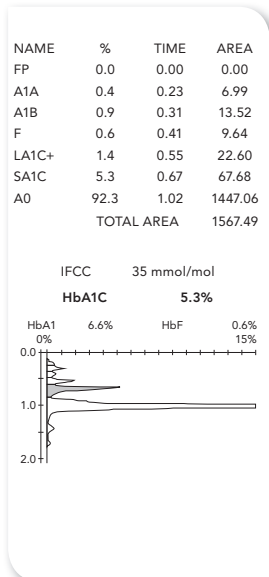 NAME % TIME AREA
FP 0.0 0.00 0.00
A1A 0.4 0.23 6.99
A1B 0.9 0.31 13.52
F 0.6 0.41 9.64
LA1C+ 1.4 0.55 22.60
SA1C 5.3 0.67 67.68
A0 92.3 1.02 1447.06
TOTAL AREA 1567.49
IFCC 35 mmol/mol
HbA1C 5.3%
HbA1 6.6% HbF 0.6%
0% 15%
0.0
1.0
2.0